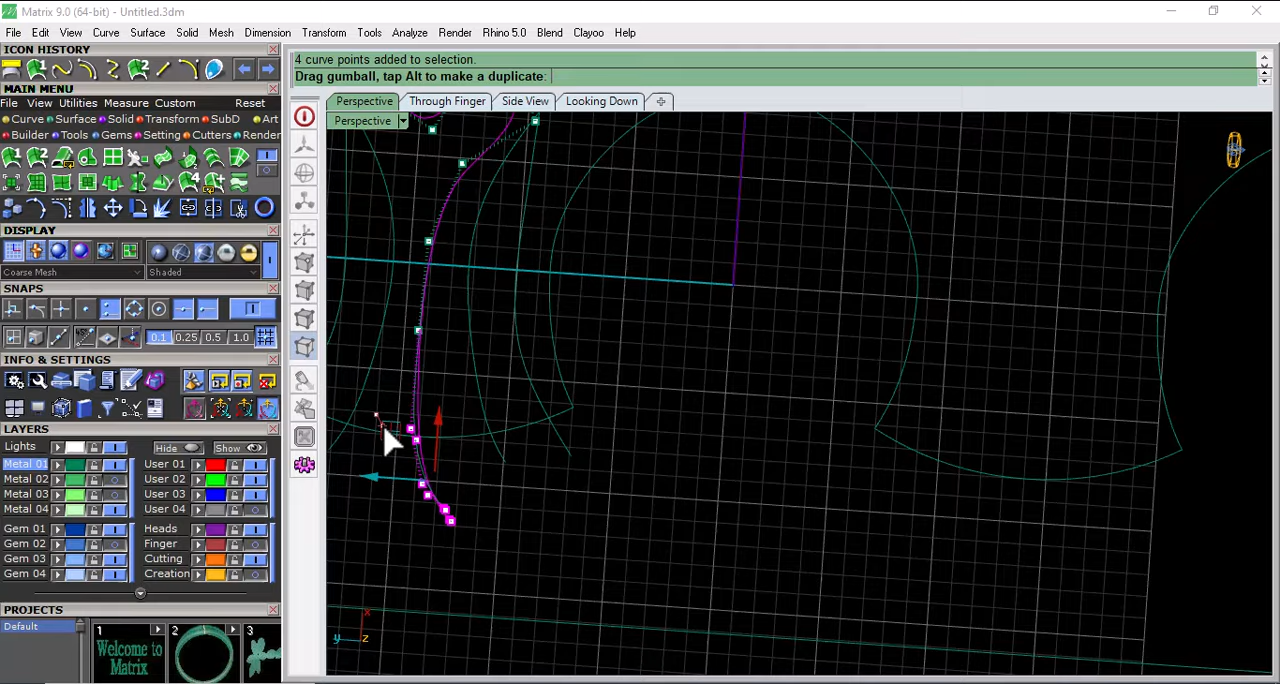 Matrix 9.0 (64-bit) - Untitled.3dm
File Edit View Curve Surface Solid Mesh Dimension Transform Tools Analyze Render Rhino 5.0 Blend Clayoo Help
ICON HISTORY
MAIN MENU
File View Utilities Measure Custom Reset
Curve Surface Solid Transform SubD Art
Builder Tools Gems Setting Cutters Render
DISPLAY
Coarse Mesh Shaded
SNAPS
0.1 0.25 0.5 1.0
INFO & SETTINGS
LAYERS
Lights Hide Show
Metal 01 User 01
Metal 02 User 02
Metal 03 User 03
Metal 04 User 04
Gem 01 Heads
Gem 02 Finger
Gem 03 Cutting
Gem 04 Creation
PROJECTS
Default
1 2 3
Welcome to
Matrix
4 curve points added to selection.
Drag gumball, tap Alt to make a duplicate:
Perspective Through Finger Side View Looking Down
Perspective
x
y z